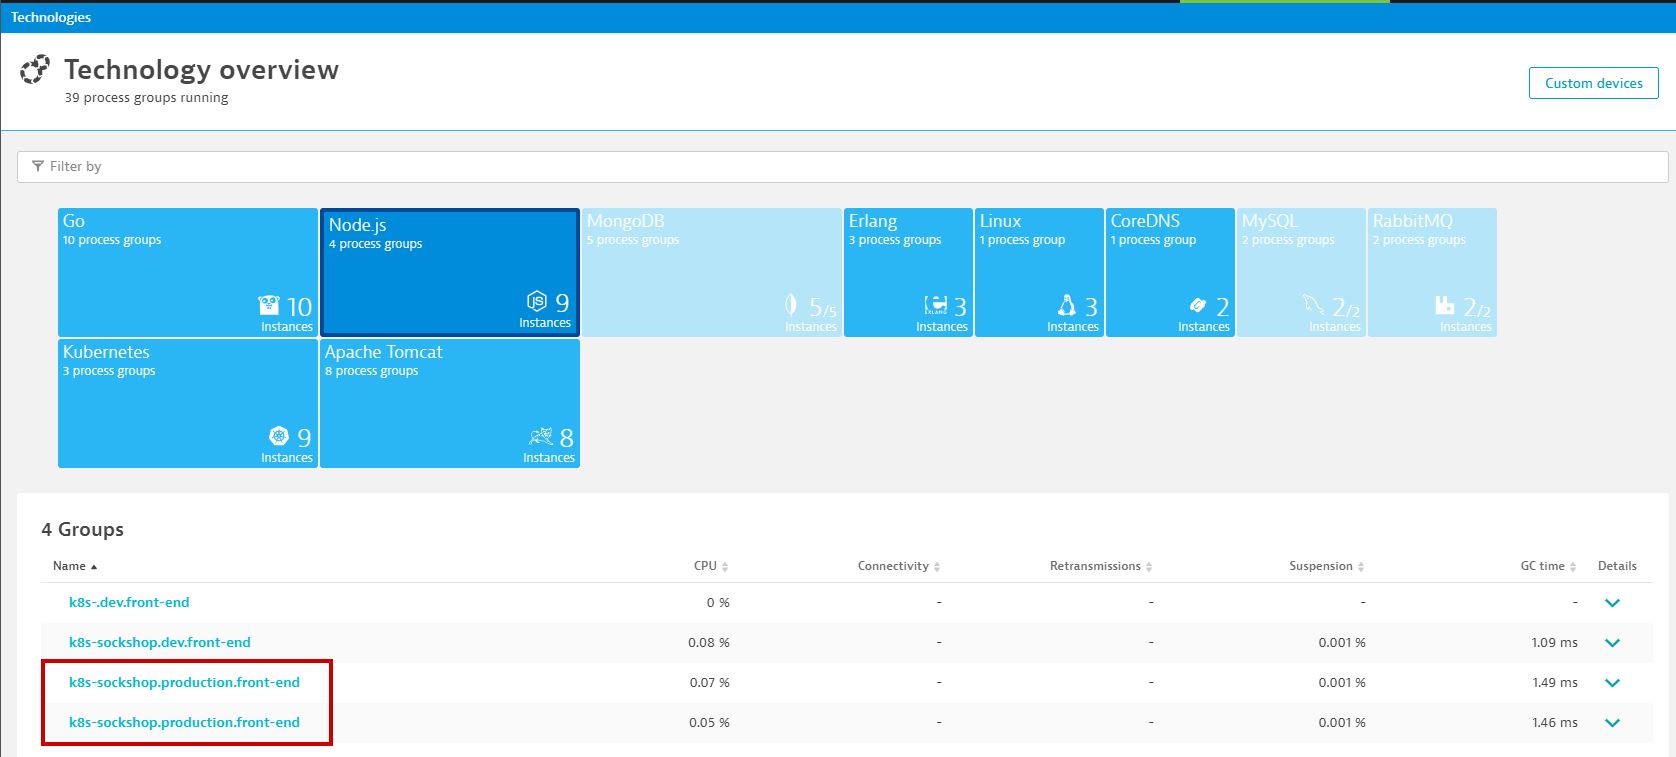 Technologies
Technology overview
39 process groups running
Custom devices
Filter by
Go
10 process groups
10
Instances
Node.js
4 process groups
JS 9
Instances
MongoDB
5 process groups
5/5
Instances
Erlang
3 process groups
ERLANG 3
Instances
Linux
1 process group
3
Instances
CoreDNS
1 process group
2
Instances
MySQL
2 process groups
2/2
Instances
RabbitMQ
2 process groups
2/2
Instances
Kubernetes
3 process groups
9
Instances
Apache Tomcat
8 process groups
8
Instances
4 Groups
Name CPU Connectivity Retransmissions Suspension GC time Details
k8s-.dev.front-end 0 % - - - -
k8s-sockshop.dev.front-end 0.08 % - - 0.001 % 1.09 ms
k8s-sockshop.production.front-end 0.07 % - - 0.001 % 1.49 ms
k8s-sockshop.production.front-end 0.05 % - - 0.001 % 1.46 ms